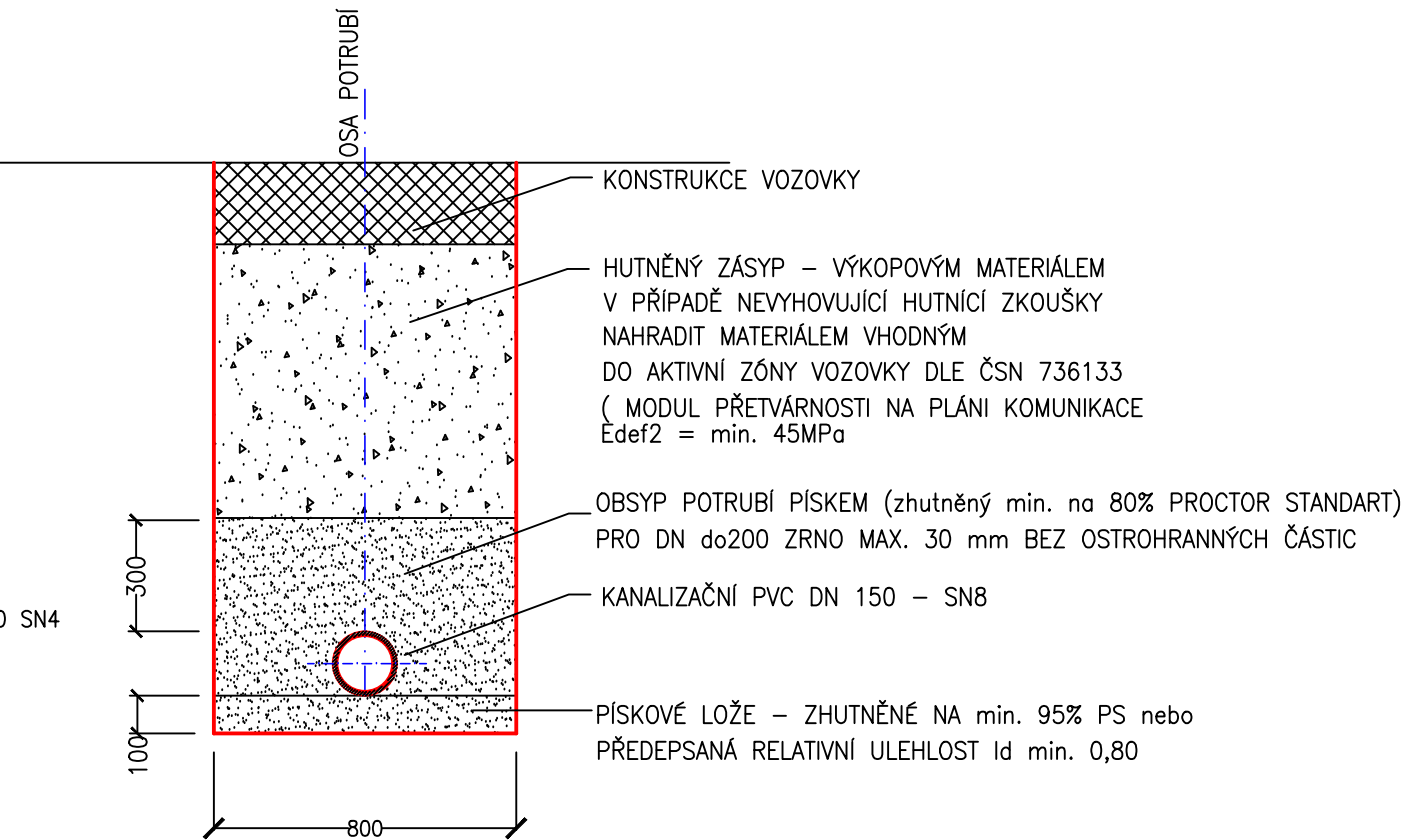 OSA POTRUBÍ
KONSTRUKCE VOZOVKY
HUTNĚNÝ ZÁSYP – VÝKOPOVÝM MATERIÁLEM
V PŘÍPADĚ NEVYHOVUJÍCÍ HUTNÍCÍ ZKOUŠKY
NAHRADIT MATERIÁLEM VHODNÝM
DO AKTIVNÍ ZÓNY VOZOVKY DLE ČSN 736133
( MODUL PŘETVÁRNOSTI NA PLÁNI KOMUNIKACE
Edef2 = min. 45MPa
OBSYP POTRUBÍ PÍSKEM (zhutněný min. na 80% PROCTOR STANDART)
PRO DN do200 ZRNO MAX. 30 mm BEZ OSTROHRANNÝCH ČÁSTIC
300
KANALIZAČNÍ PVC DN 150 – SN8
0 SN4
PÍSKOVÉ LOŽE – ZHUTNĚNÉ NA min. 95% PS nebo
PŘEDEPSANÁ RELATIVNÍ ULEHLOST Id min. 0,80
100
800